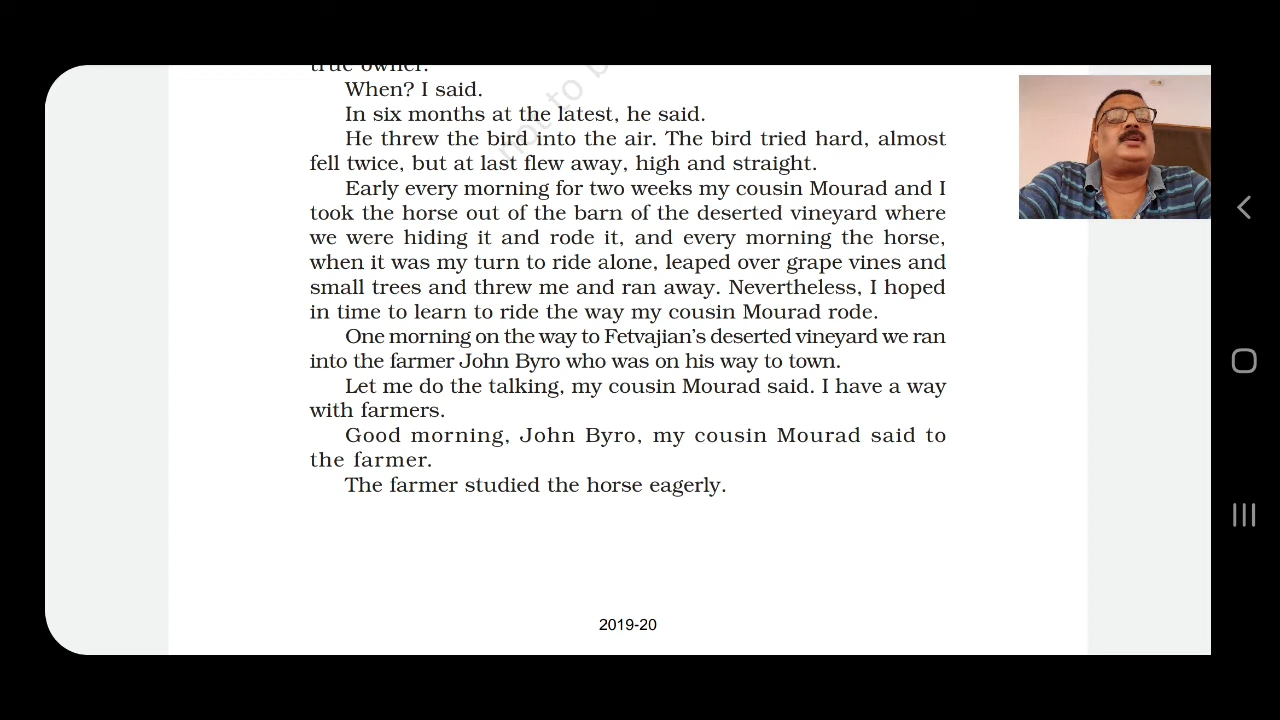 true owner.
When? I said.
In six months at the latest, he said.
He threw the bird into the air. The bird tried hard, almost
fell twice, but at last flew away, high and straight.
Early every morning for two weeks my cousin Mourad and I
took the horse out of the barn of the deserted vineyard where
we were hiding it and rode it, and every morning the horse,
when it was my turn to ride alone, leaped over grape vines and
small trees and threw me and ran away. Nevertheless, I hoped
in time to learn to ride the way my cousin Mourad rode.
One morning on the way to Fetvajian's deserted vineyard we ran
into the farmer John Byro who was on his way to town.
Let me do the talking, my cousin Mourad said. I have a way
with farmers.
Good morning, John Byro, my cousin Mourad said to
the farmer.
The farmer studied the horse eagerly.
2019-20